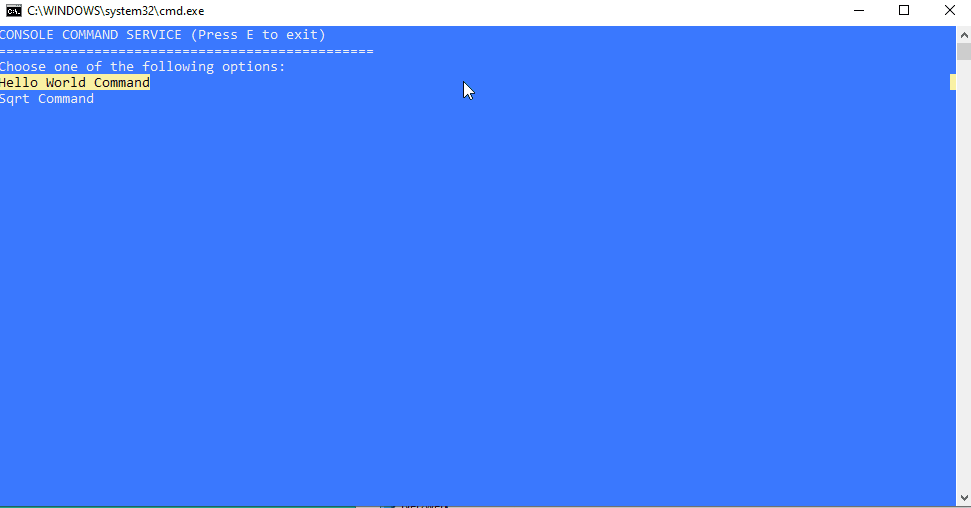 C:\WINDOWS\system32\cmd.exe
CONSOLE COMMAND SERVICE (Press E to exit)
===============================================
Choose one of the following options:
Hello World Command
Sqrt Command